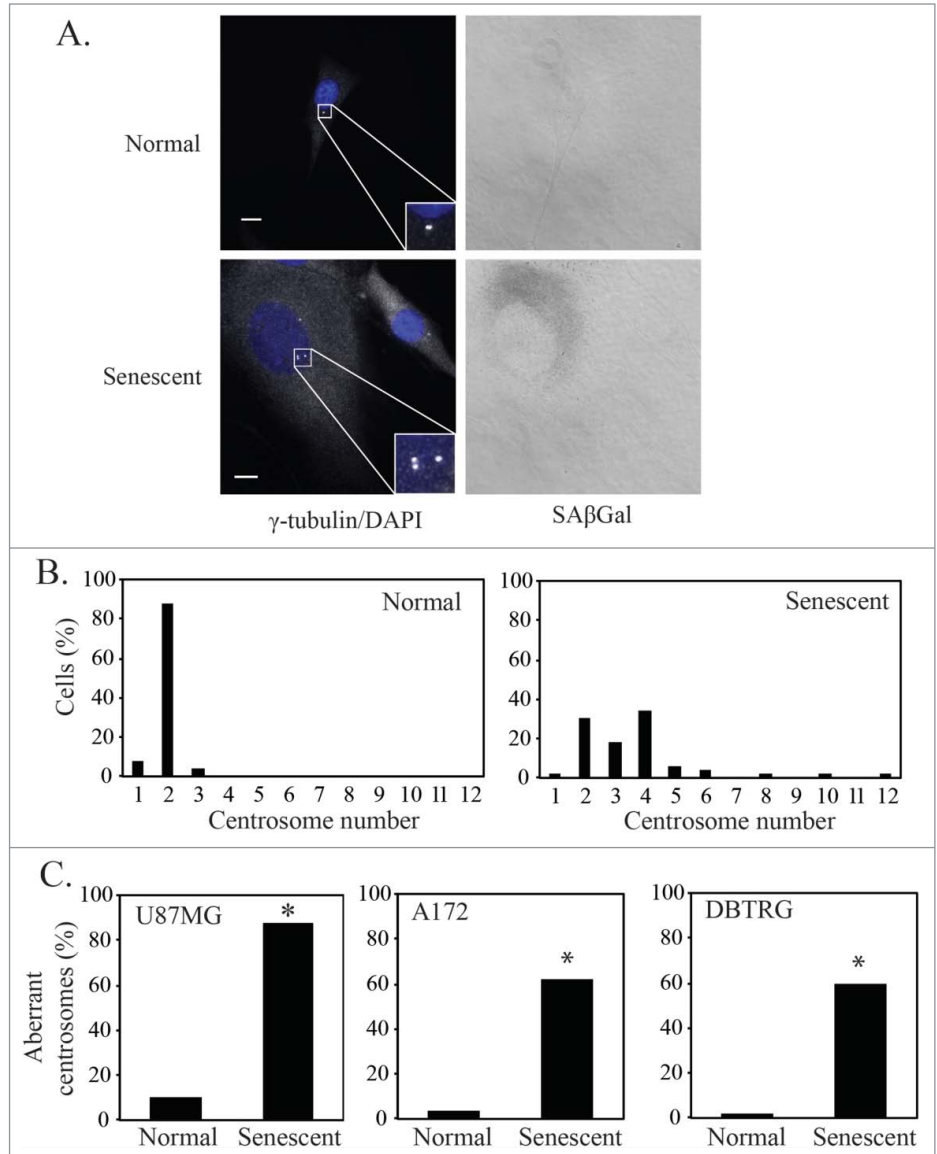 A.
Normal
Senescent
γ-tubulin/DAPI
SAβGal
B.
Cells (%)
100
80
60
40
20
0
Normal
1 2 3 4 5 6 7 8 9 10 11 12
Centrosome number
100
80
60
40
20
0
Senescent
1 2 3 4 5 6 7 8 9 10 11 12
Centrosome number
C.
Aberrant
centrosomes (%)
100
80
60
40
20
0
U87MG
*
Normal Senescent
100
80
60
40
20
0
A172
*
Normal Senescent
100
80
60
40
20
0
DBTRG
*
Normal Senescent